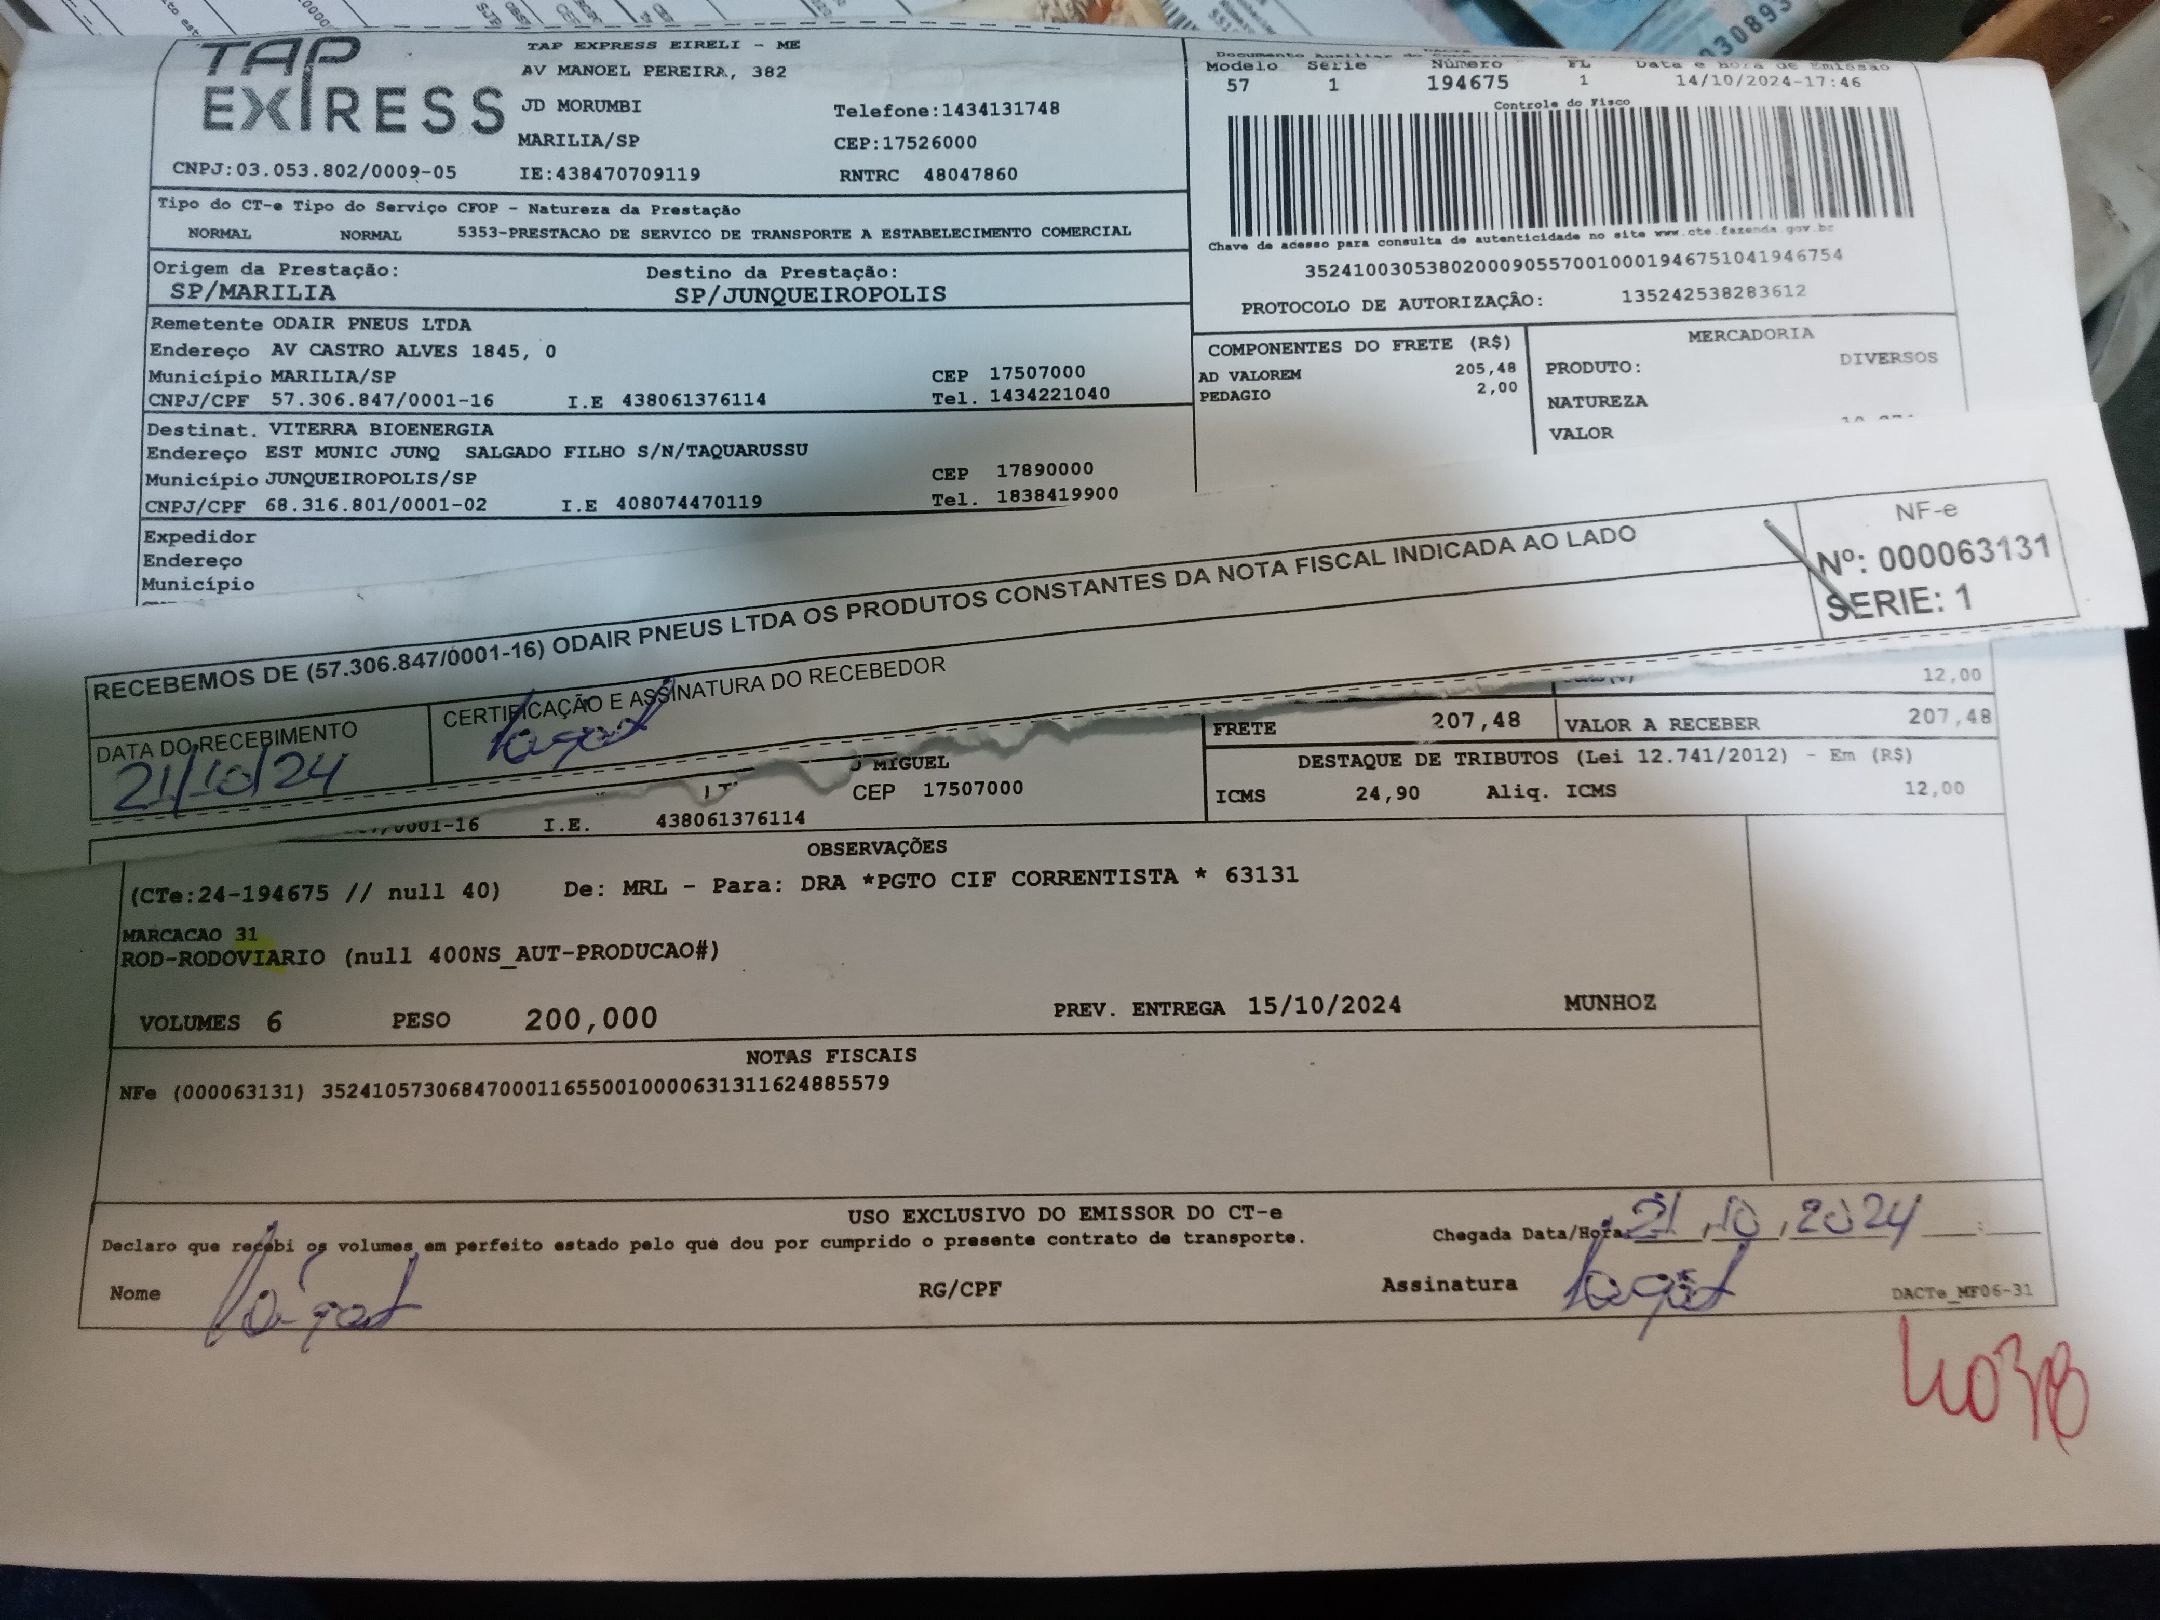 TAP EXPRESS
TAP EXPRESS EIRELI - ME
AV MANOEL PEREIRA, 382
JD MORUMBI Telefone:1434131748
MARILIA/SP CEP:17526000
CNPJ:03.053.802/0009-05 IE:438470709119 RNTRC 48047860
Modelo Série Número FL Data e Hora de Emissão
57 1 194675 1 14/10/2024-17:46
Controle do Fisco
Chave de acesso para consulta de autenticidade no site www.cte.fazenda.gov.br
35241003053802000905570010001946751041946754
PROTOCOLO DE AUTORIZAÇÃO: 135242538283612
Tipo do CT-e Tipo do Serviço CFOP - Natureza da Prestação
NORMAL NORMAL 5353-PRESTACAO DE SERVICO DE TRANSPORTE A ESTABELECIMENTO COMERCIAL
Origem da Prestação: Destino da Prestação:
SP/MARILIA SP/JUNQUEIROPOLIS
Remetente ODAIR PNEUS LTDA
Endereço AV CASTRO ALVES 1845, 0
Município MARILIA/SP CEP 17507000
CNPJ/CPF 57.306.847/0001-16 I.E 438061376114 Tel. 1434221040
Destinat. VITERRA BIOENERGIA
Endereço EST MUNIC JUNQ SALGADO FILHO S/N/TAQUARUSSU
Município JUNQUEIROPOLIS/SP CEP 17890000
CNPJ/CPF 68.316.801/0001-02 I.E 408074470119 Tel. 1838419900
Expedidor
Endereço
Município
COMPONENTES DO FRETE (R$)
AD VALOREM 205,48
PEDAGIO 2,00
MERCADORIA
PRODUTO: DIVERSOS
NATUREZA
VALOR
NF-e
Nº: 000063131
SERIE: 1
RECEBEMOS DE (57.306.847/0001-16) ODAIR PNEUS LTDA OS PRODUTOS CONSTANTES DA NOTA FISCAL INDICADA AO LADO
DATA DO RECEBIMENTO CERTIFICAÇÃO E ASSINATURA DO RECEBEDOR
21/10/24
12,00
FRETE 207,48 VALOR A RECEBER 207,48
DESTAQUE DE TRIBUTOS (Lei 12.741/2012) - Em (R$)
ICMS 24,90 Aliq. ICMS 12,00
MIGUEL
CEP 17507000
/0001-16 I.E. 438061376114
OBSERVAÇÕES
(CTe:24-194675 // null 40) De: MRL - Para: DRA *PGTO CIF CORRENTISTA * 63131
MARCACAO 31
ROD-RODOVIARIO (null 400NS_AUT-PRODUCAO#)
VOLUMES 6 PESO 200,000 PREV. ENTREGA 15/10/2024 MUNHOZ
NOTAS FISCAIS
NFe (000063131) 35241057306847000116550010000631311624885579
USO EXCLUSIVO DO EMISSOR DO CT-e
Declaro que recebi os volumes em perfeito estado pelo que dou por cumprido o presente contrato de transporte. Chegada Data/Hora 21,10,2024
Nome RG/CPF Assinatura DACTe_MF06-31